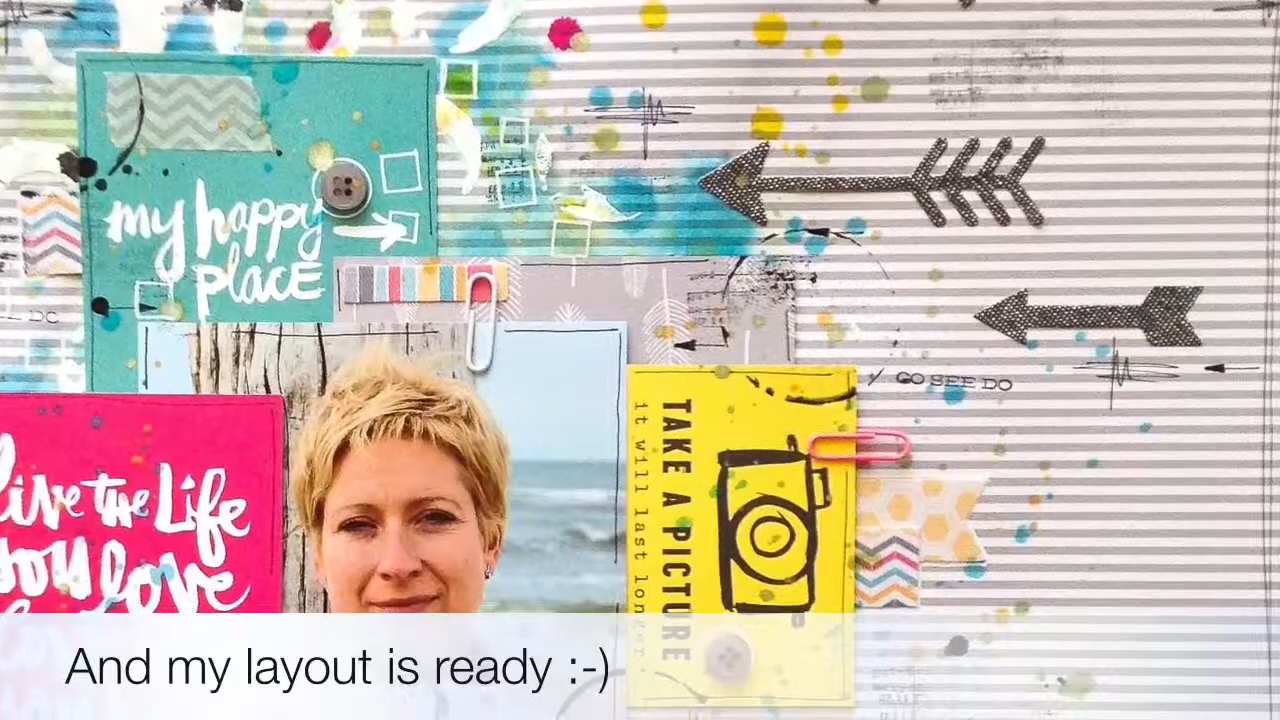 my happy
place
GO SEE DO
TAKE A PICTURE
it will last longer.
live the Life
you love
And my layout is ready :-)